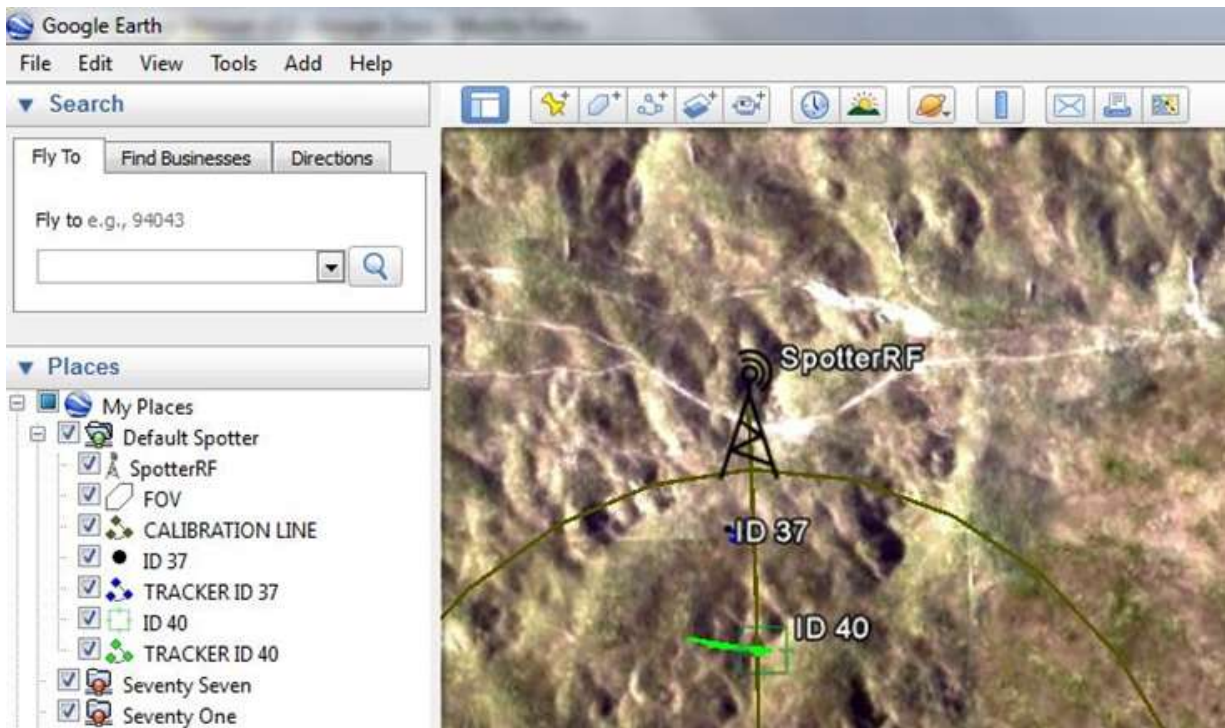 Google Earth
File Edit View Tools Add Help
Search
Fly To Find Businesses Directions
Fly to e.g., 94043
Places
My Places
Default Spotter
SpotterRF
FOV
CALIBRATION LINE
ID 37
TRACKER ID 37
ID 40
TRACKER ID 40
Seventy Seven
Seventy One
SpotterRF
ID 37
ID 40